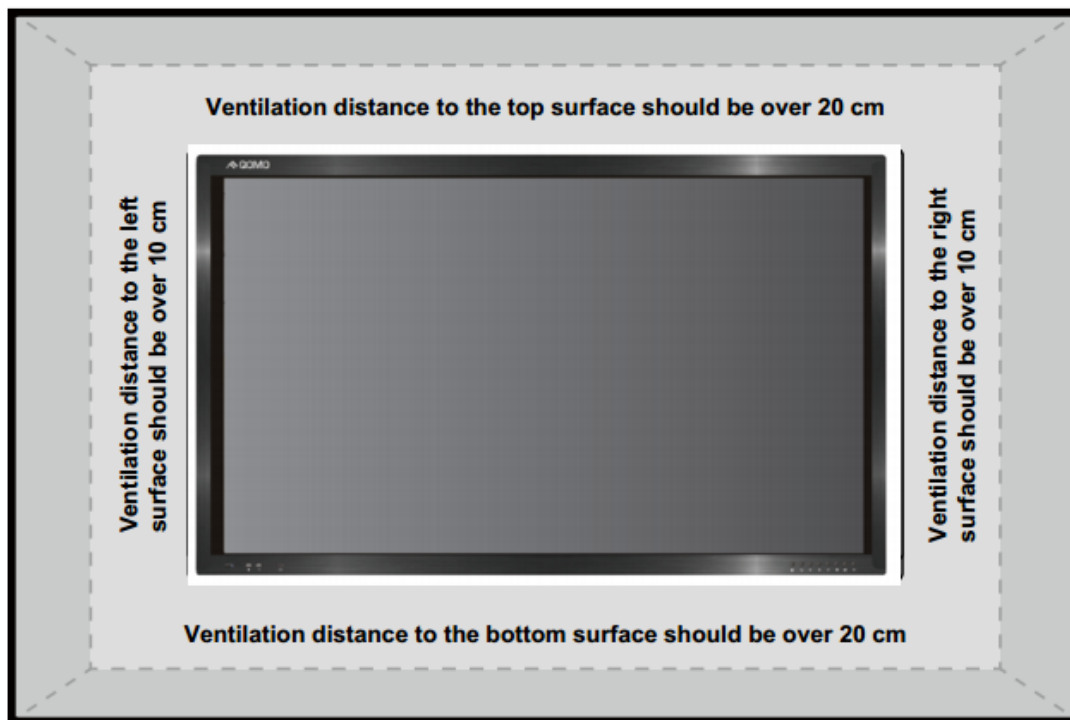 Ventilation distance to the top surface should be over 20 cm
QOMO
Ventilation distance to the left
surface should be over 10 cm
Ventilation distance to the right
surface should be over 10 cm
Ventilation distance to the bottom surface should be over 20 cm